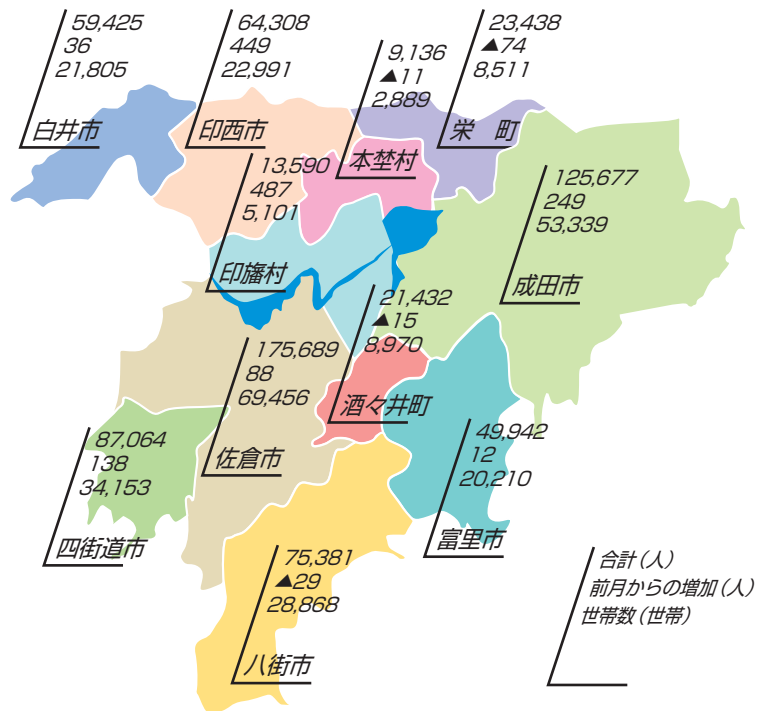 59,425
36
21,805
白井市
64,308
449
22,991
印西市
9,136
▲11
2,889
本埜村
23,438
▲74
8,511
栄 町
13,590
487
5,101
印旛村
125,677
249
53,339
成田市
21,432
▲15
8,970
酒々井町
175,689
88
69,456
佐倉市
87,064
138
34,153
四街道市
49,942
12
20,210
富里市
75,381
▲29
28,868
八街市
合計(人)
前月からの増加(人)
世帯数(世帯)